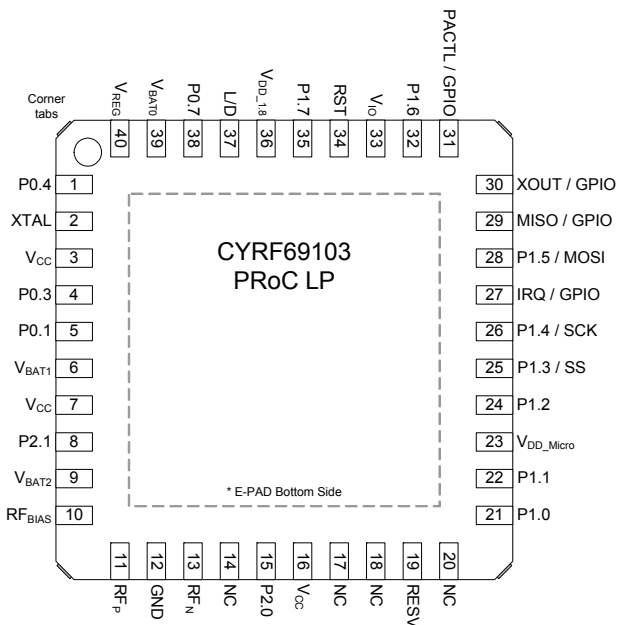 PACTL / GPIO
P1.6
VIO
RST
P1.7
VDD_1.8
L/D
P0.7
VBAT0
VREG
Corner
tabs
40
39
38
37
36
35
34
33
32
31
P0.4 1
XTAL 2
VCC 3
P0.3 4
P0.1 5
VBAT1 6
VCC 7
P2.1 8
VBAT2 9
RFBIAS 10
CYRF69103
PRoC LP
* E-PAD Bottom Side
30 XOUT / GPIO
29 MISO / GPIO
28 P1.5 / MOSI
27 IRQ / GPIO
26 P1.4 / SCK
25 P1.3 / SS
24 P1.2
23 VDD_Micro
22 P1.1
21 P1.0
11
12
13
14
15
16
17
18
19
20
RFP
GND
RFN
NC
P2.0
VCC
NC
NC
RESV
NC